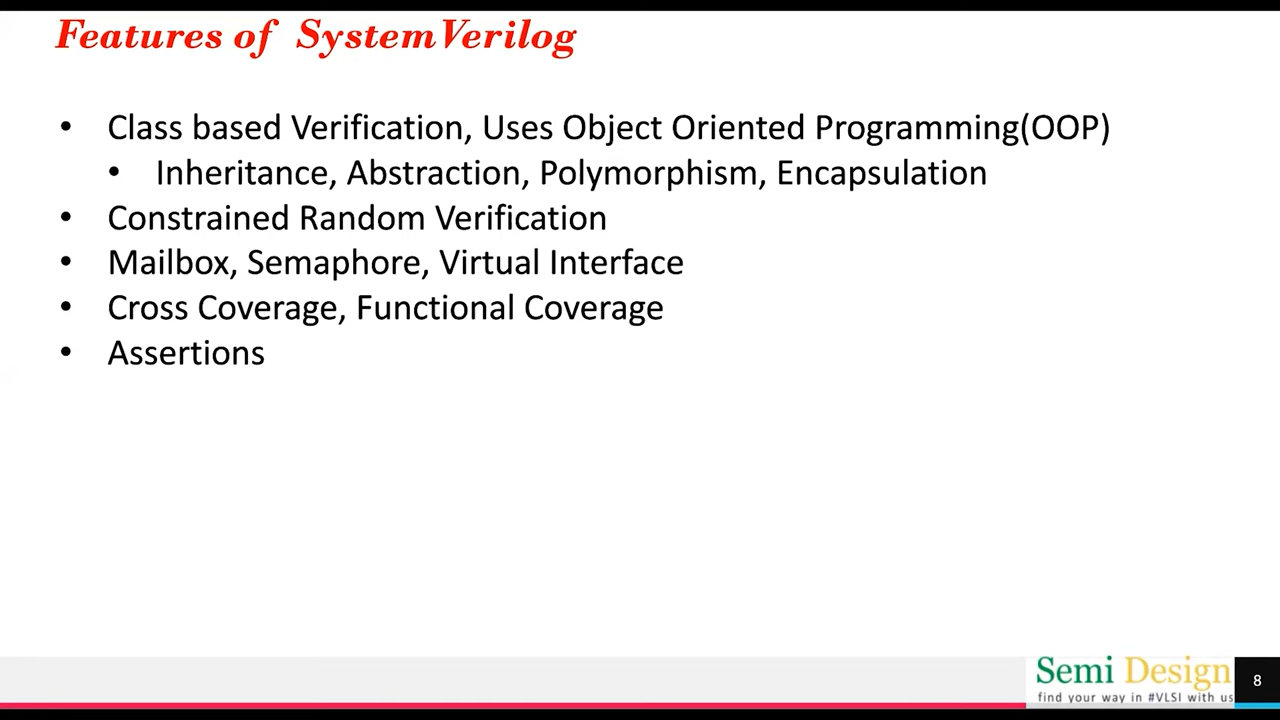 Features of SystemVerilog
• Class based Verification, Uses Object Oriented Programming(OOP)
• Inheritance, Abstraction, Polymorphism, Encapsulation
• Constrained Random Verification
• Mailbox, Semaphore, Virtual Interface
• Cross Coverage, Functional Coverage
• Assertions
Semi Design
find your way in #VLSI with us
8